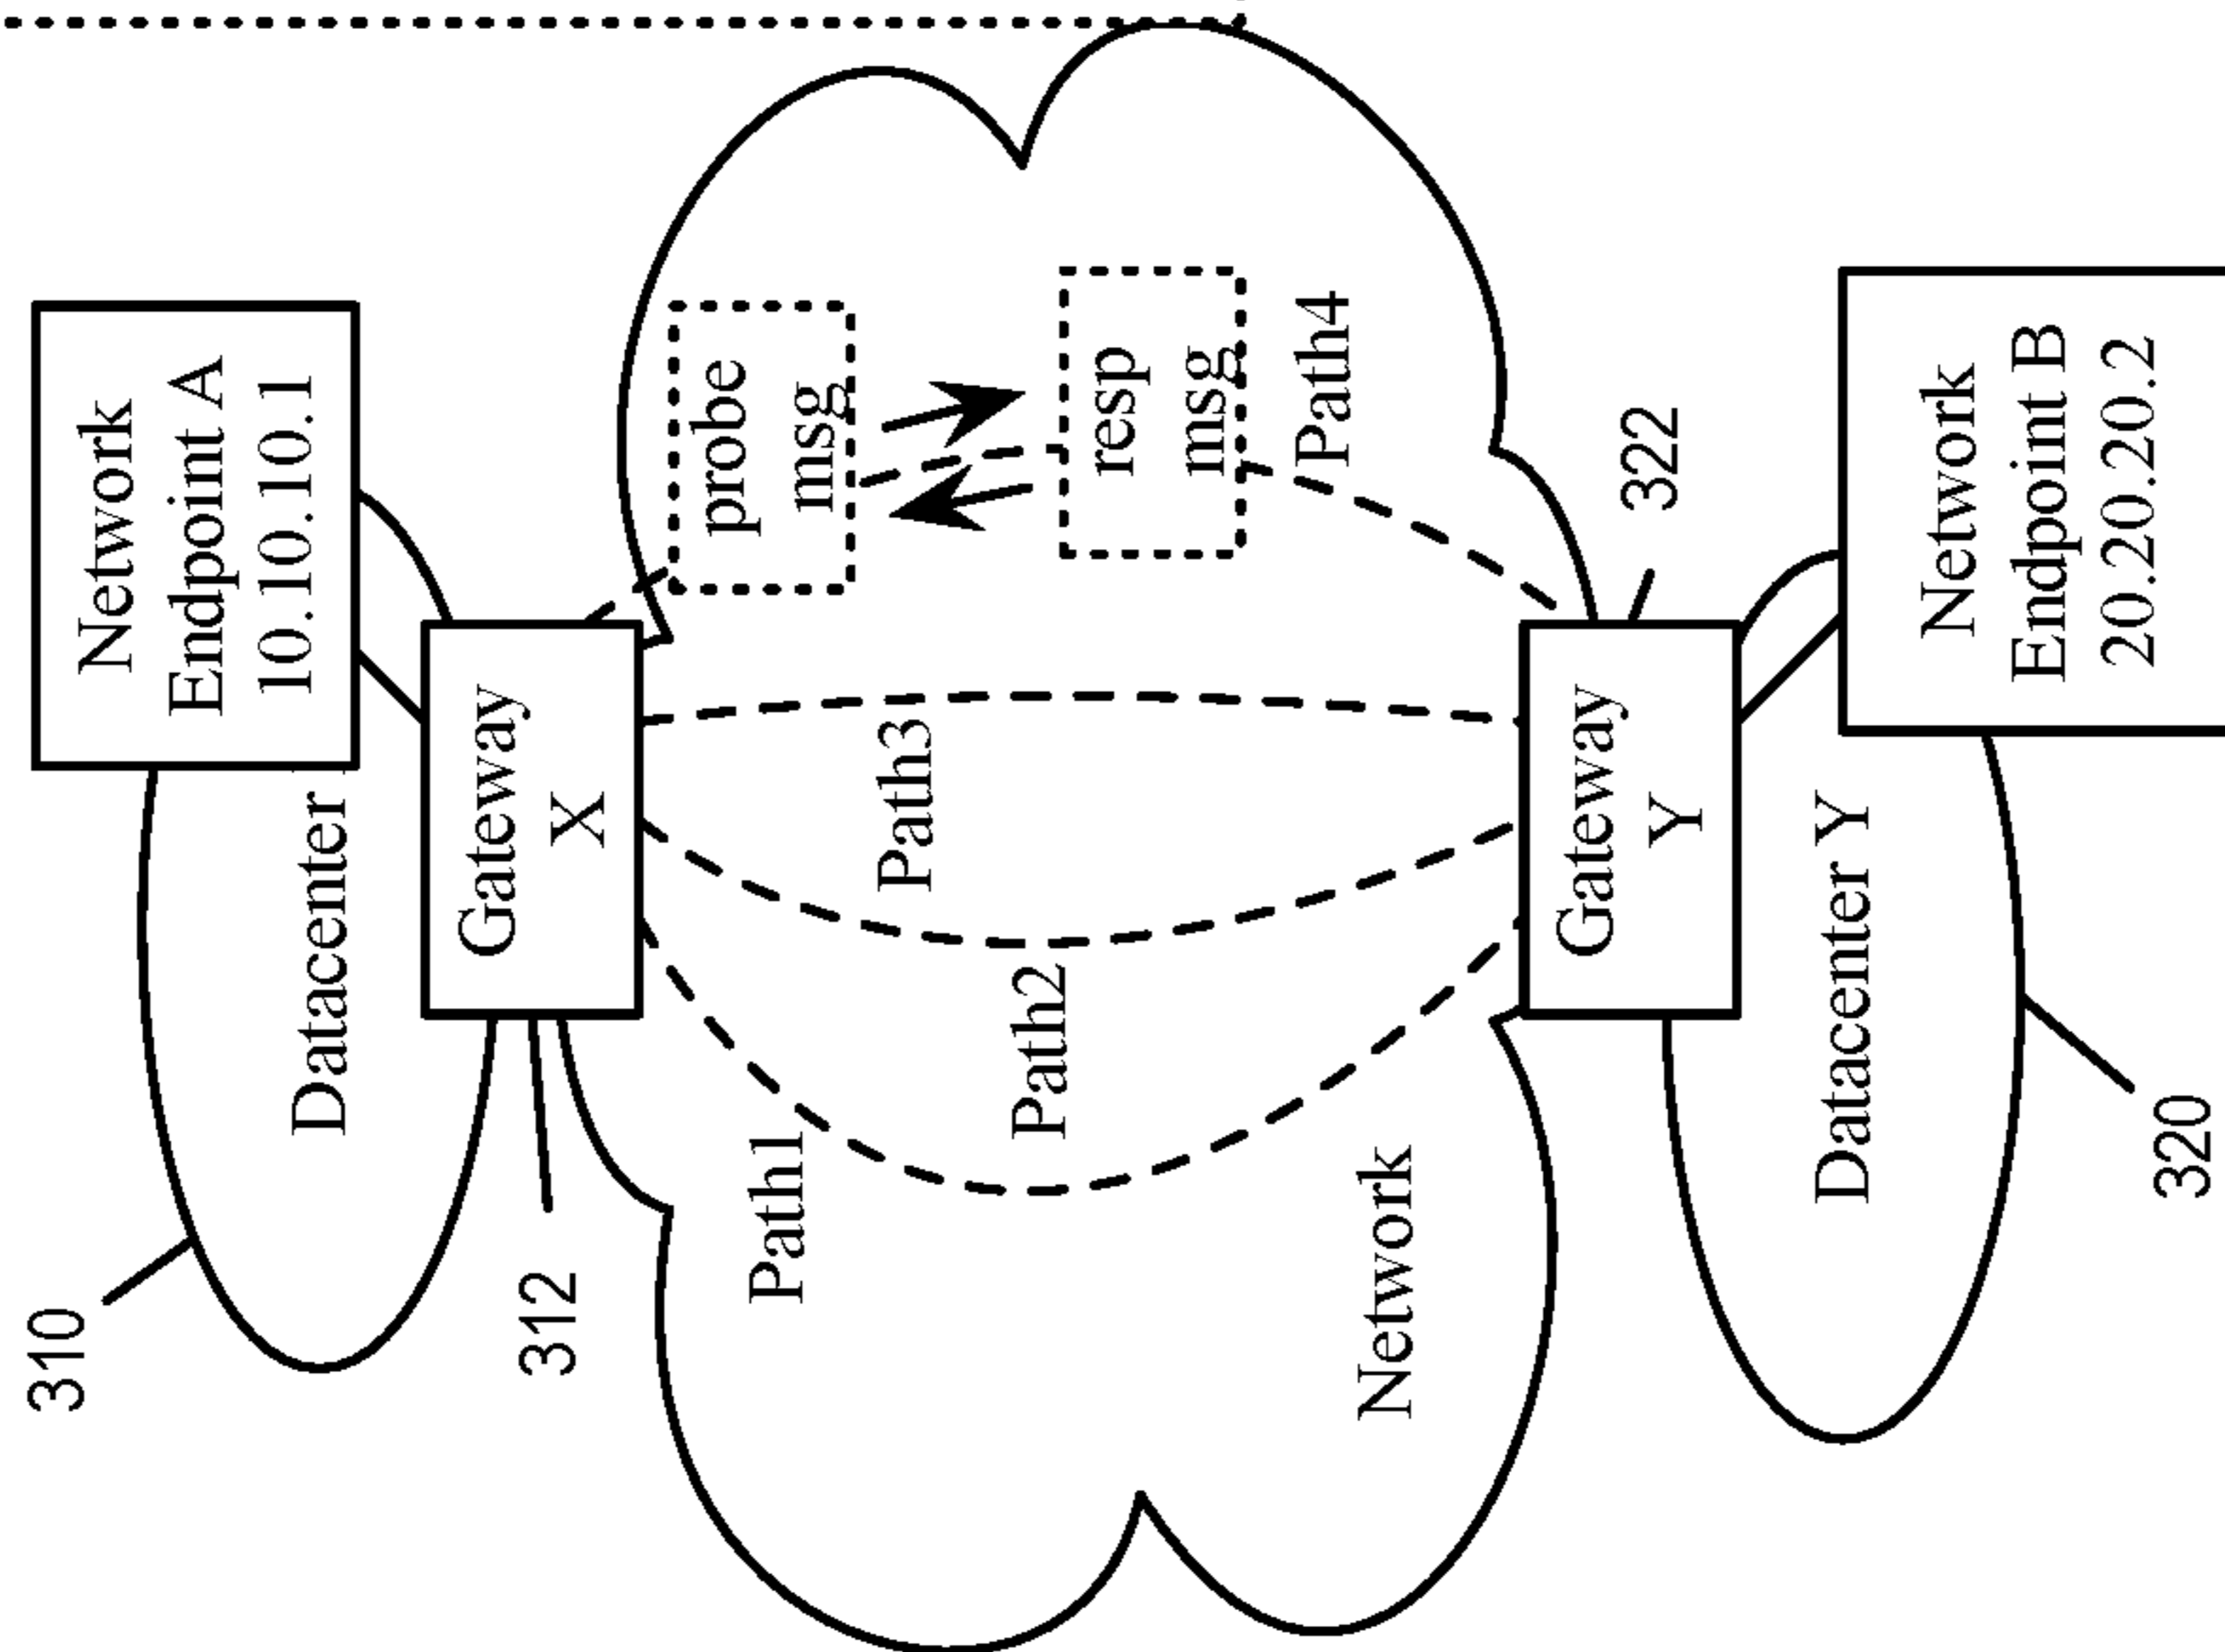 310
Datacenter
Network
Endpoint A
10.10.10.1
312
Gateway
X
Path1
Path2
Path3
probe
msg
resp
msg
Path4
Network
322
Gateway
Y
Datacenter Y
320
Network
Endpoint B
20.20.20.2